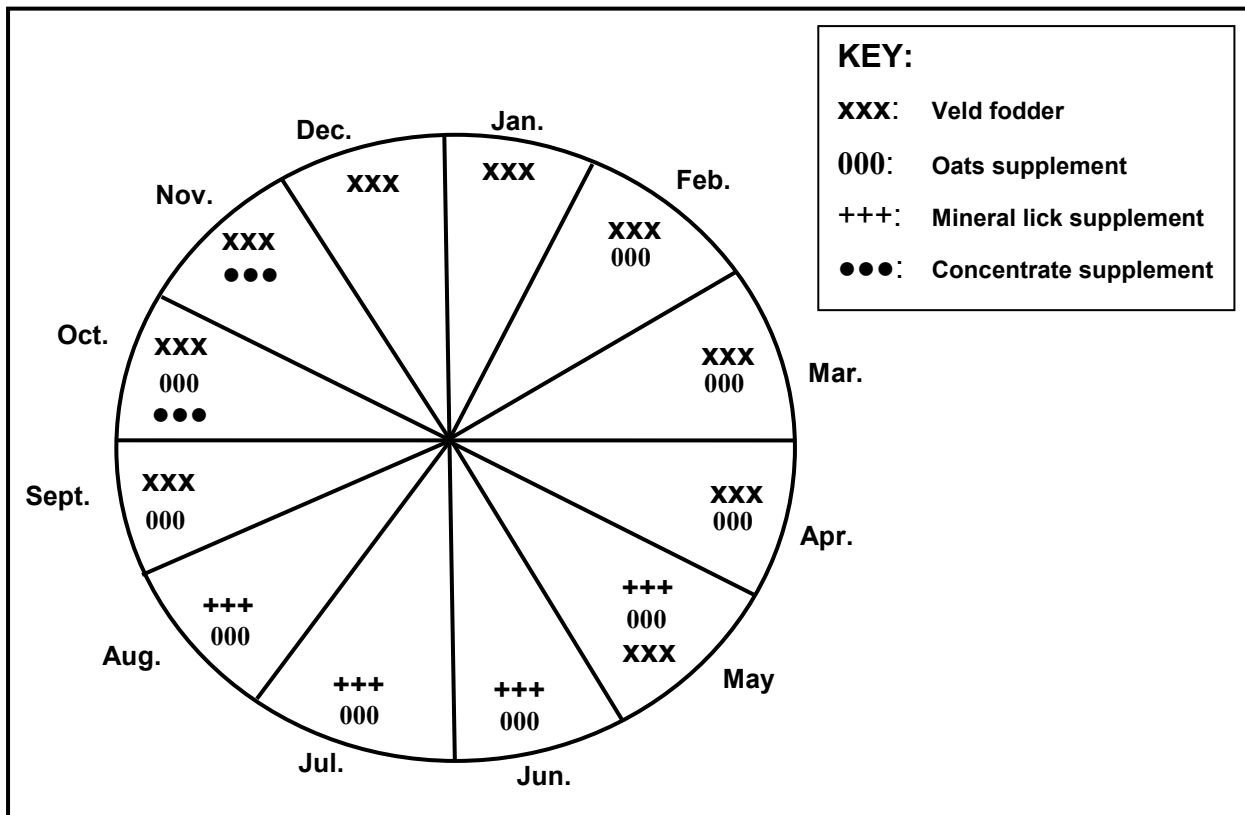 KEY:
xxx: Veld fodder
000: Oats supplement
+++: Mineral lick supplement
●●●: Concentrate supplement
Jan.
xxx
Feb.
xxx
000
Mar.
xxx
000
Apr.
xxx
000
May
+++
000
xxx
Jun.
+++
000
Jul.
+++
000
Aug.
+++
000
Sept.
xxx
000
Oct.
xxx
000
●●●
Nov.
xxx
●●●
Dec.
xxx